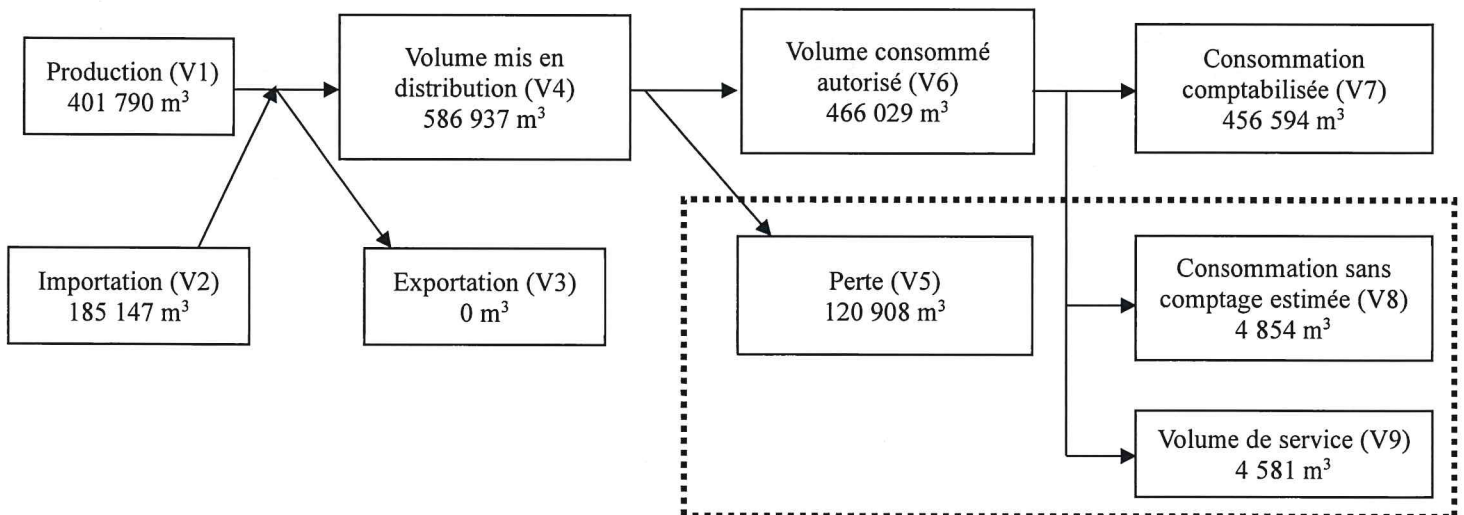 Production (V1)
401 790 m³
Volume mis en
distribution (V4)
586 937 m³
Volume consommé
autorisé (V6)
466 029 m³
Consommation
comptabilisée (V7)
456 594 m³
Importation (V2)
185 147 m³
Exportation (V3)
0 m³
Perte (V5)
120 908 m³
Consommation sans
comptage estimée (V8)
4 854 m³
Volume de service (V9)
4 581 m³